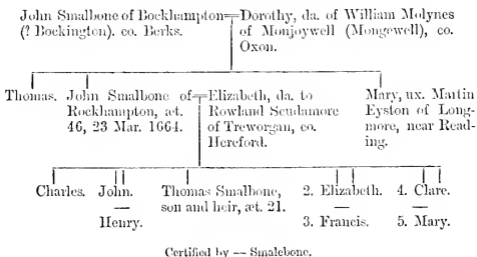 John Smalbone of Bockhampton Dorothy, da. of William Molynes
(? Bockington). co. Berks. of Monjoywell (Mongewell), co.
Oxon.
Thomas. John Smalbone of Elizabeth, da. to Mary, ux. Martin
Bockhampton, æt. Rowland Scudamore Eyston of Long-
46, 23 Mar. 1664. of Treworgan, co. more, near Read-
Hereford. ing.
Charles. John. Thomas Smalbone, 2. Elizabeth. 4. Clare.
— son and heir, æt. 21. — —
Henry. 3. Francis. 5. Mary.
Certified by — Smalebone.